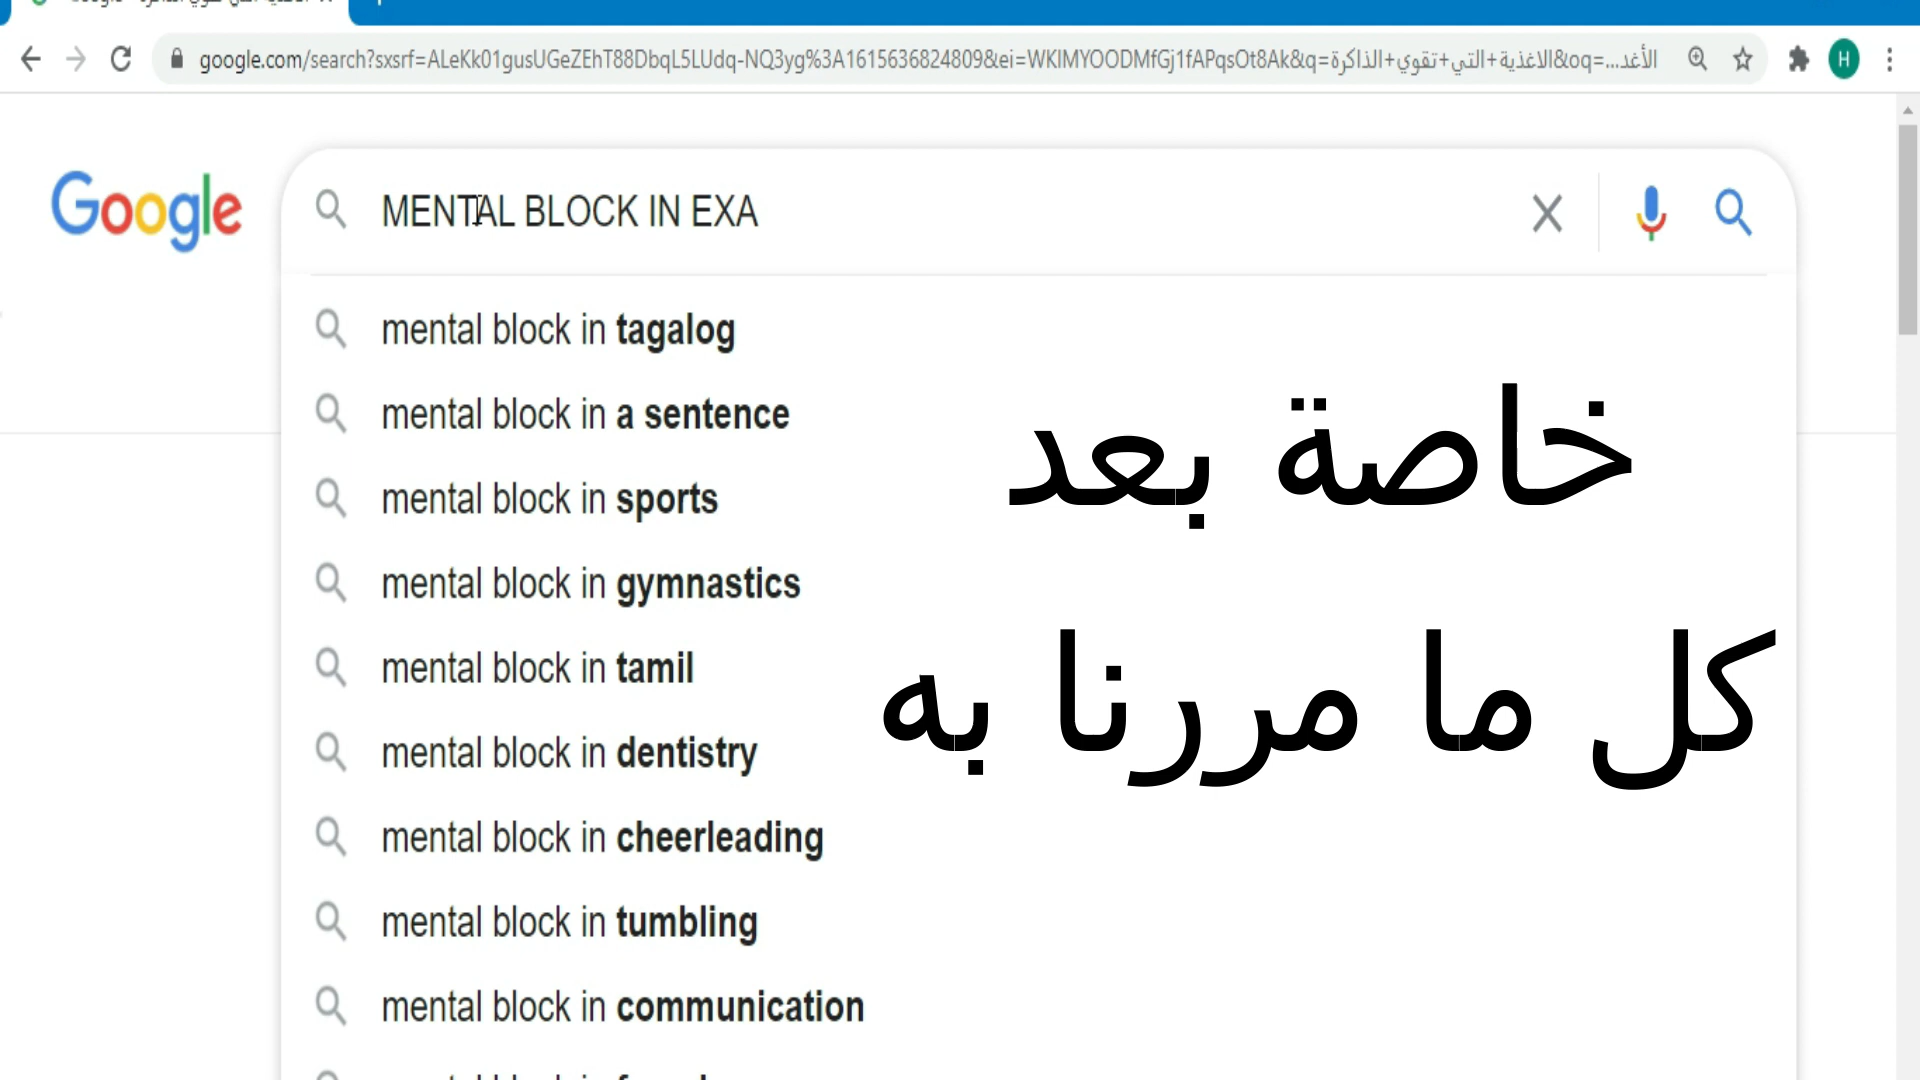 google.com/search?sxsrf=ALeKk01gusUGeZEhT88DbqL5LUdq-NQ3yg%3A1615636824809&ei=WKlMYOODMfGj1fAPqsOt8Ak&q=الاغذية+التي+تقوي+الذاكرة&oq=الأغد...
H
Google
MENTAL BLOCK IN EXA
mental block in tagalog
mental block in a sentence
mental block in sports
mental block in gymnastics
mental block in tamil
mental block in dentistry
mental block in cheerleading
mental block in tumbling
mental block in communication
خاصة بعد
كل ما مررنا به